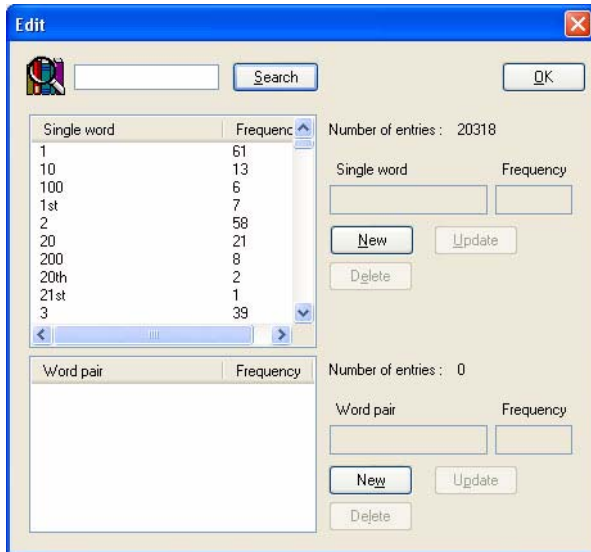 Edit
Search
OK
Single word Frequenc
1 61
10 13
100 6
1st 7
2 58
20 21
200 8
20th 2
21st 1
3 39
Number of entries : 20318
Single word Frequency
New Update
Delete
Word pair Frequency
Number of entries : 0
Word pair Frequency
New Update
Delete